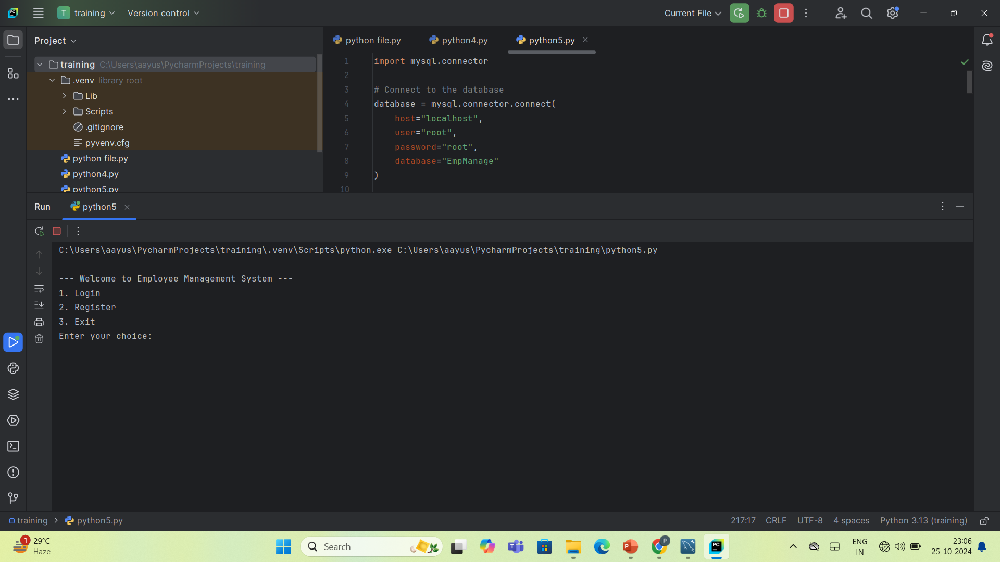 PC
T training
Version control
Current File
Project
training C:\Users\aayus\PycharmProjects\training
.venv library root
Lib
Scripts
.gitignore
pyvenv.cfg
python file.py
python4.py
python5.py
python file.py
python4.py
python5.py
1 import mysql.connector
2
3 # Connect to the database
4 database = mysql.connector.connect(
5 host="localhost",
6 user="root",
7 password="root",
8 database="EmpManage"
9 )
10
Run
python5
C:\Users\aayus\PycharmProjects\training\.venv\Scripts\python.exe C:\Users\aayus\PycharmProjects\training\python5.py
--- Welcome to Employee Management System ---
1. Login
2. Register
3. Exit
Enter your choice:
training > python5.py
217:17 CRLF UTF-8 4 spaces Python 3.13 (training)
1
29°C
Haze
Search
T
P
P
PC
ENG
IN
23:06
25-10-2024